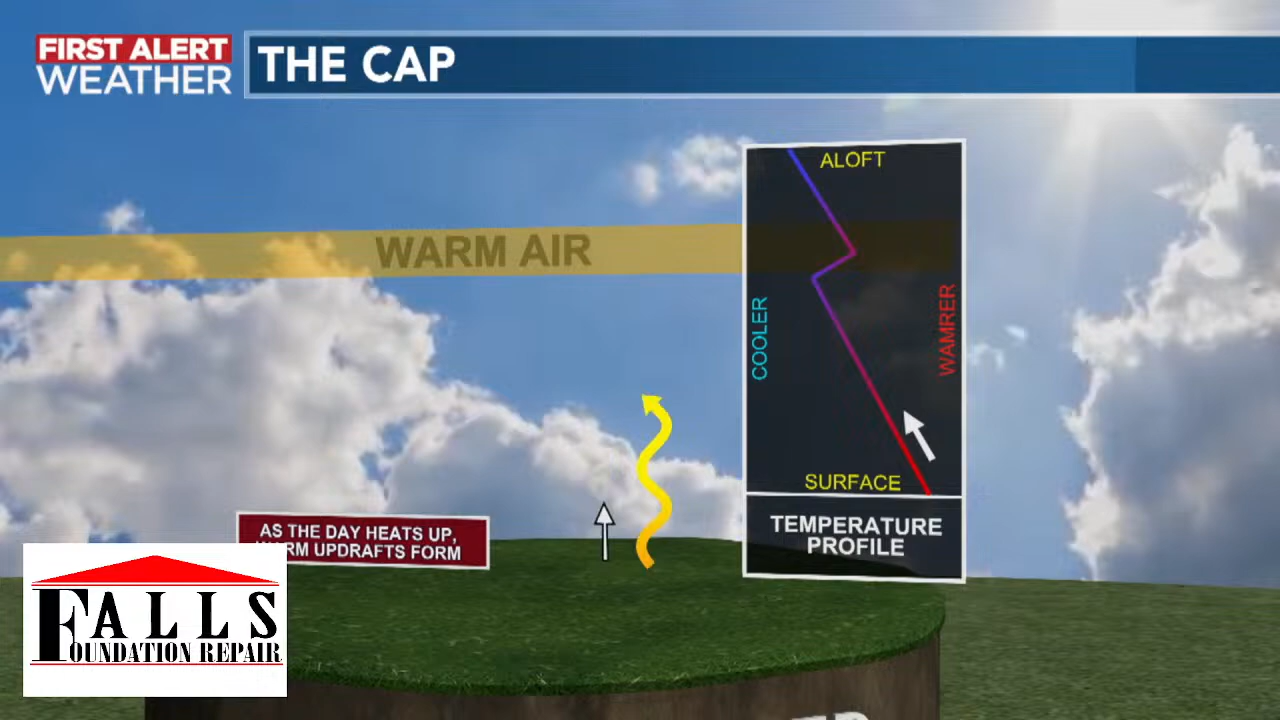 FIRST ALERT
WEATHER
THE CAP
ALOFT
WARM AIR
COOLER
WAMRER
SURFACE
TEMPERATURE
PROFILE
AS THE DAY HEATS UP,
UPDRAFTS FORM
FALLS
FOUNDATION REPAIR